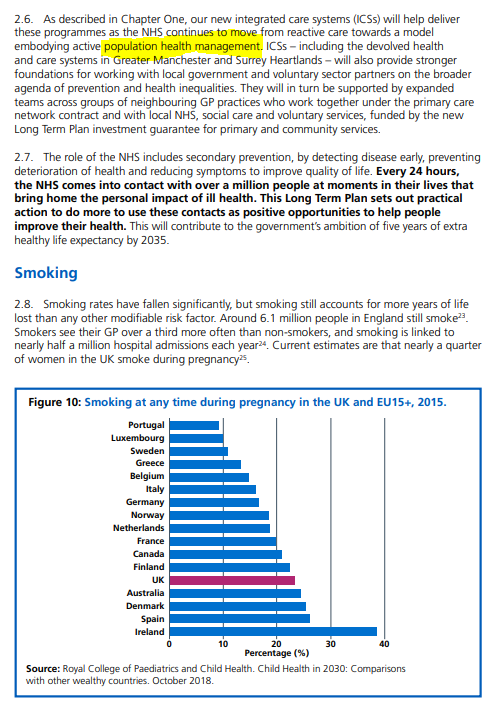 2.6. As described in Chapter One, our new integrated care systems (ICSs) will help deliver
these programmes as the NHS continues to move from reactive care towards a model
embodying active population health management. ICSs – including the devolved health
and care systems in Greater Manchester and Surrey Heartlands – will also provide stronger
foundations for working with local government and voluntary sector partners on the broader
agenda of prevention and health inequalities. They will in turn be supported by expanded
teams across groups of neighbouring GP practices who work together under the primary care
network contract and with local NHS, social care and voluntary services, funded by the new
Long Term Plan investment guarantee for primary and community services.
2.7. The role of the NHS includes secondary prevention, by detecting disease early, preventing
deterioration of health and reducing symptoms to improve quality of life. Every 24 hours,
the NHS comes into contact with over a million people at moments in their lives that
bring home the personal impact of ill health. This Long Term Plan sets out practical
action to do more to use these contacts as positive opportunities to help people
improve their health. This will contribute to the government's ambition of five years of extra
healthy life expectancy by 2035.
Smoking
2.8. Smoking rates have fallen significantly, but smoking still accounts for more years of life
lost than any other modifiable risk factor. Around 6.1 million people in England still smoke23.
Smokers see their GP over a third more often than non-smokers, and smoking is linked to
nearly half a million hospital admissions each year24. Current estimates are that nearly a quarter
of women in the UK smoke during pregnancy25.
Figure 10: Smoking at any time during pregnancy in the UK and EU15+, 2015.
Portugal
Luxembourg
Sweden
Greece
Belgium
Italy
Germany
Norway
Netherlands
France
Canada
Finland
UK
Australia
Denmark
Spain
Ireland
0 10 20 30 40
Percentage (%)
Source: Royal College of Paediatrics and Child Health. Child Health in 2030: Comparisons
with other wealthy countries. October 2018.